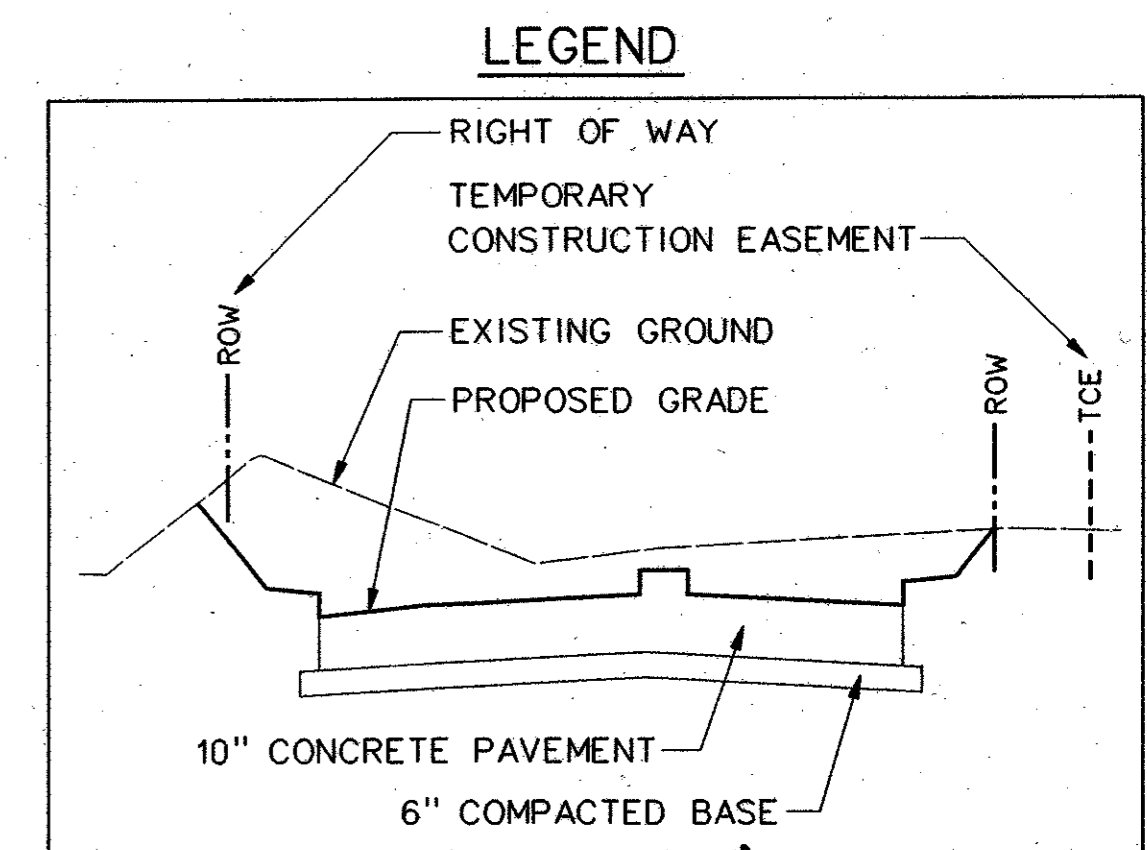 LEGEND
RIGHT OF WAY
TEMPORARY
CONSTRUCTION EASEMENT
ROW
EXISTING GROUND
ROW
TCE
PROPOSED GRADE
10" CONCRETE PAVEMENT
6" COMPACTED BASE